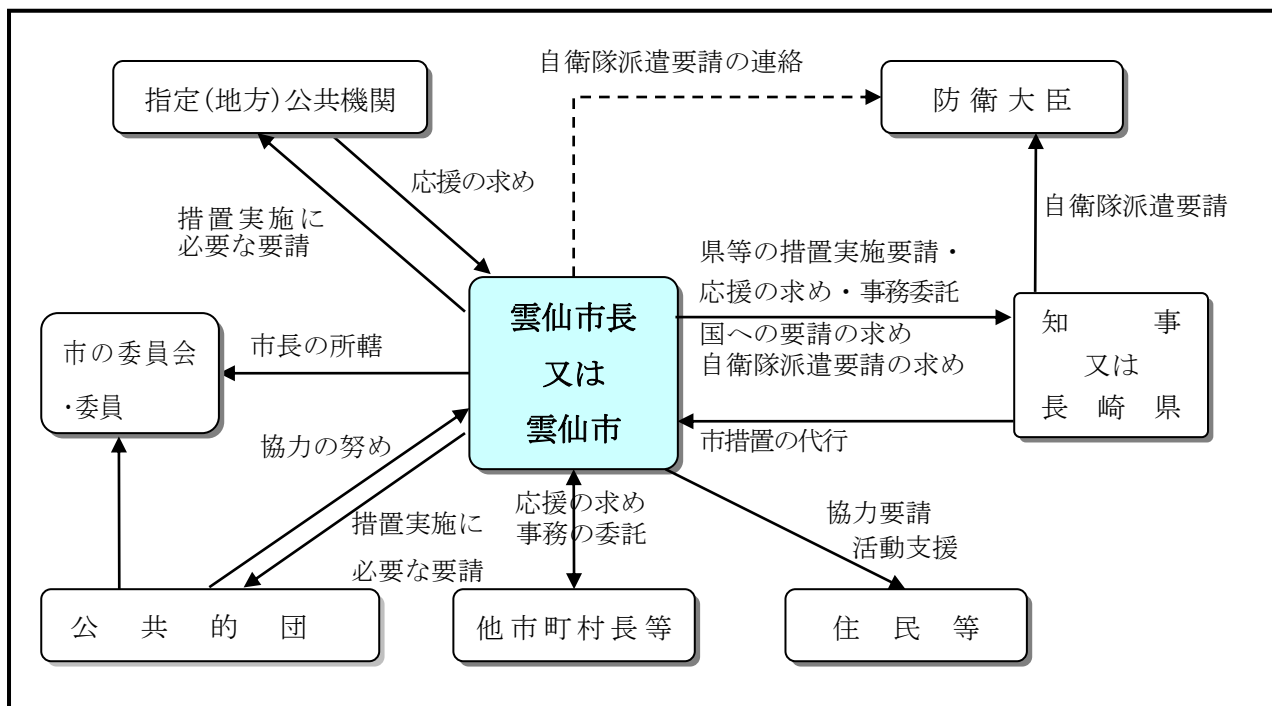 自衛隊派遣要請の連絡
指定(地方)公共機関
防衛大臣
応援の求め
措置実施に
必要な要請
自衛隊派遣要請
県等の措置実施要請・
応援の求め・事務委託
国への要請の求め
自衛隊派遣要請の求め
雲仙市長
又は
雲仙市
知事
又は
長崎県
市の委員会
・委員
市長の所轄
市措置の代行
協力の努め
措置実施に
必要な要請
応援の求め
事務の委託
協力要請
活動支援
公共的団
他市町村長等
住民等